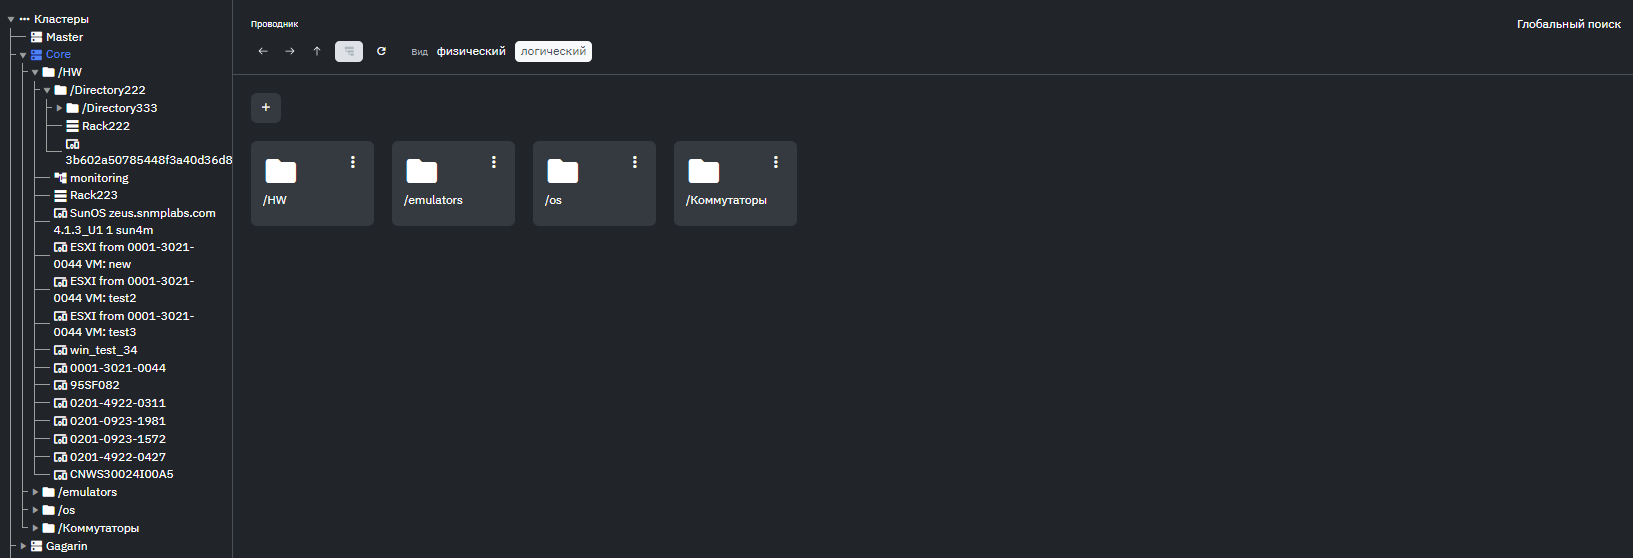 Кластеры
Master
Core
/HW
/Directory222
/Directory333
Rack222
3b602a50785448f3a40d36d8
monitoring
Rack223
SunOS zeus.snmplabs.com
4.1.3_U1 1 sun4m
ESXI from 0001-3021-
0044 VM: new
ESXI from 0001-3021-
0044 VM: test2
ESXI from 0001-3021-
0044 VM: test3
win_test_34
0001-3021-0044
95SF082
0201-4922-0311
0201-0923-1981
0201-0923-1572
0201-4922-0427
CNWS30024I00A5
/emulators
/os
/Коммутаторы
Gagarin
Проводник
Глобальный поиск
Вид физический логический
+
/HW
/emulators
/os
/Коммутаторы